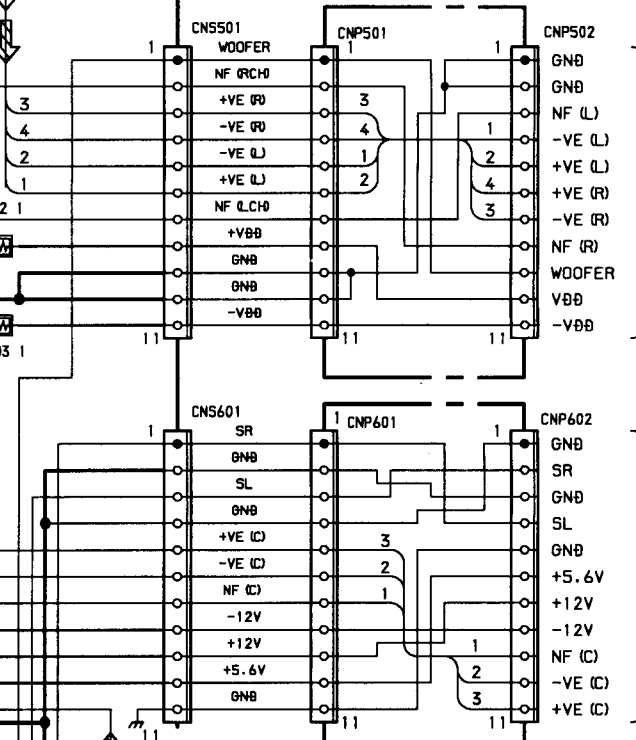 CN5501
CNP501
CNP502
1
WOOFER
1
1
GND
NF (RCH)
GND
3
+VE (R)
3
NF (L)
4
-VE (R)
4
1
-VE (L)
2
-VE (L)
1
2
+VE (L)
1
+VE (L)
2
4
+VE (R)
2 1
NF (LCH)
3
-VE (R)
+VDD
NF (R)
GND
WOOFER
GND
VDD
-VDD
-VDD
3 1
11
11
11
CN5601
1
CNP601
CNP602
1
SR
1
GND
GND
SR
SL
GND
GND
SL
+VE (C)
3
GND
-VE (C)
2
+5.6V
NF (C)
1
+12V
-12V
-12V
+12V
1
NF (C)
+5.6V
2
-VE (C)
GND
3
+VE (C)
11
11
11